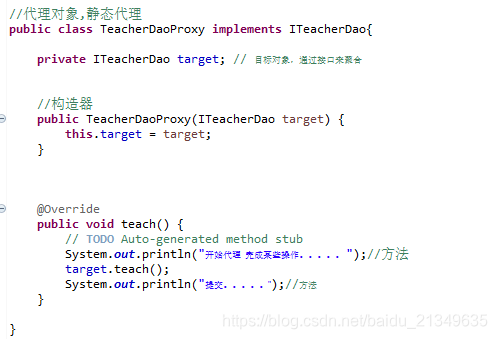 //代理对象,静态代理
public class TeacherDaoProxy implements ITeacherDao{
private ITeacherDao target; // 目标对象，通过接口来聚合
//构造器
public TeacherDaoProxy(ITeacherDao target) {
this.target = target;
}
@Override
public void teach() {
// TODO Auto-generated method stub
System.out.println("开始代理 完成某些操作..... ");//方法
target.teach();
System.out.println("提交.....");//方法
}
}
https://blog.csdn.net/baidu_21349635